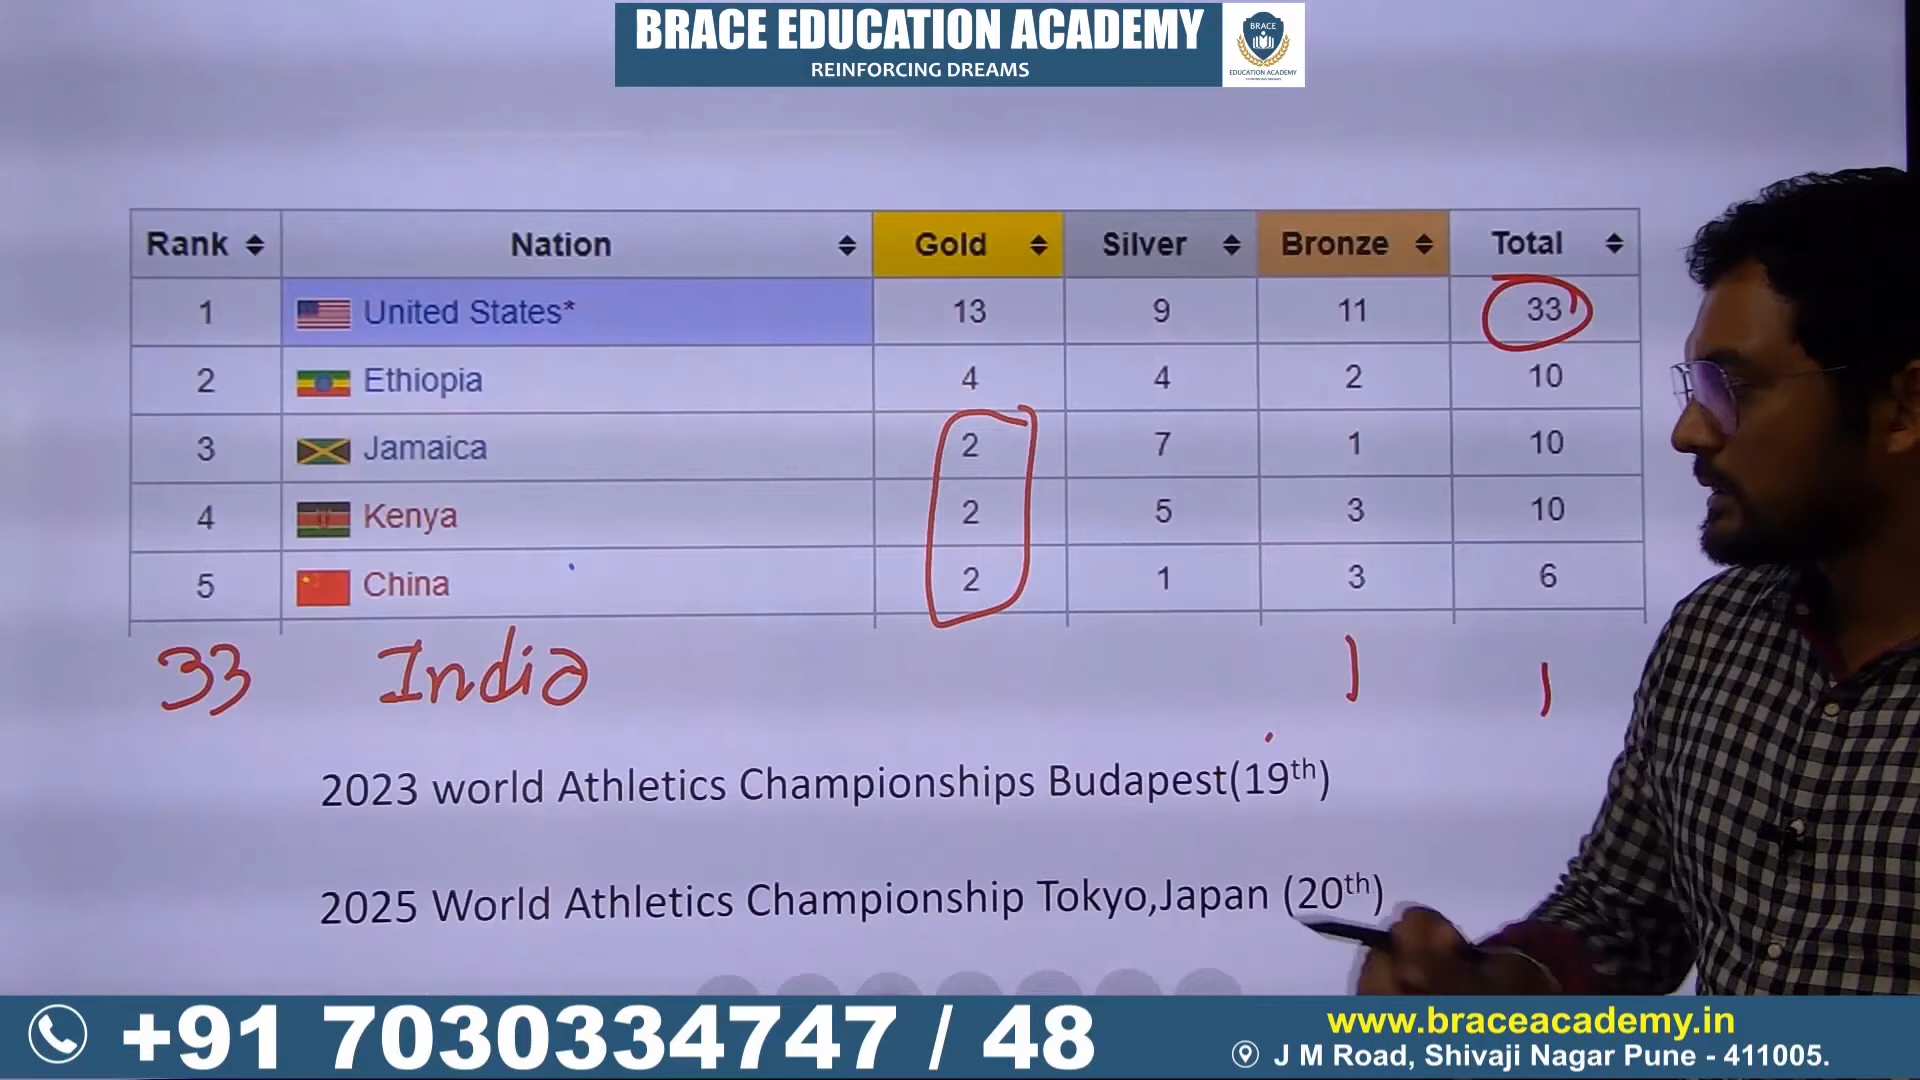 BRACE EDUCATION ACADEMY
REINFORCING DREAMS
BRACE
EDUCATION ACADEMY
Rank Nation Gold Silver Bronze Total
1 United States* 13 9 11 33
2 Ethiopia 4 4 2 10
3 Jamaica 2 7 1 10
4 Kenya 2 5 3 10
5 China 2 1 3 6
33 India 1 1
2023 world Athletics Championships Budapest(19th)
2025 World Athletics Championship Tokyo,Japan (20th)
+91 7030334747 / 48
www.braceacademy.in
J M Road, Shivaji Nagar Pune - 411005.